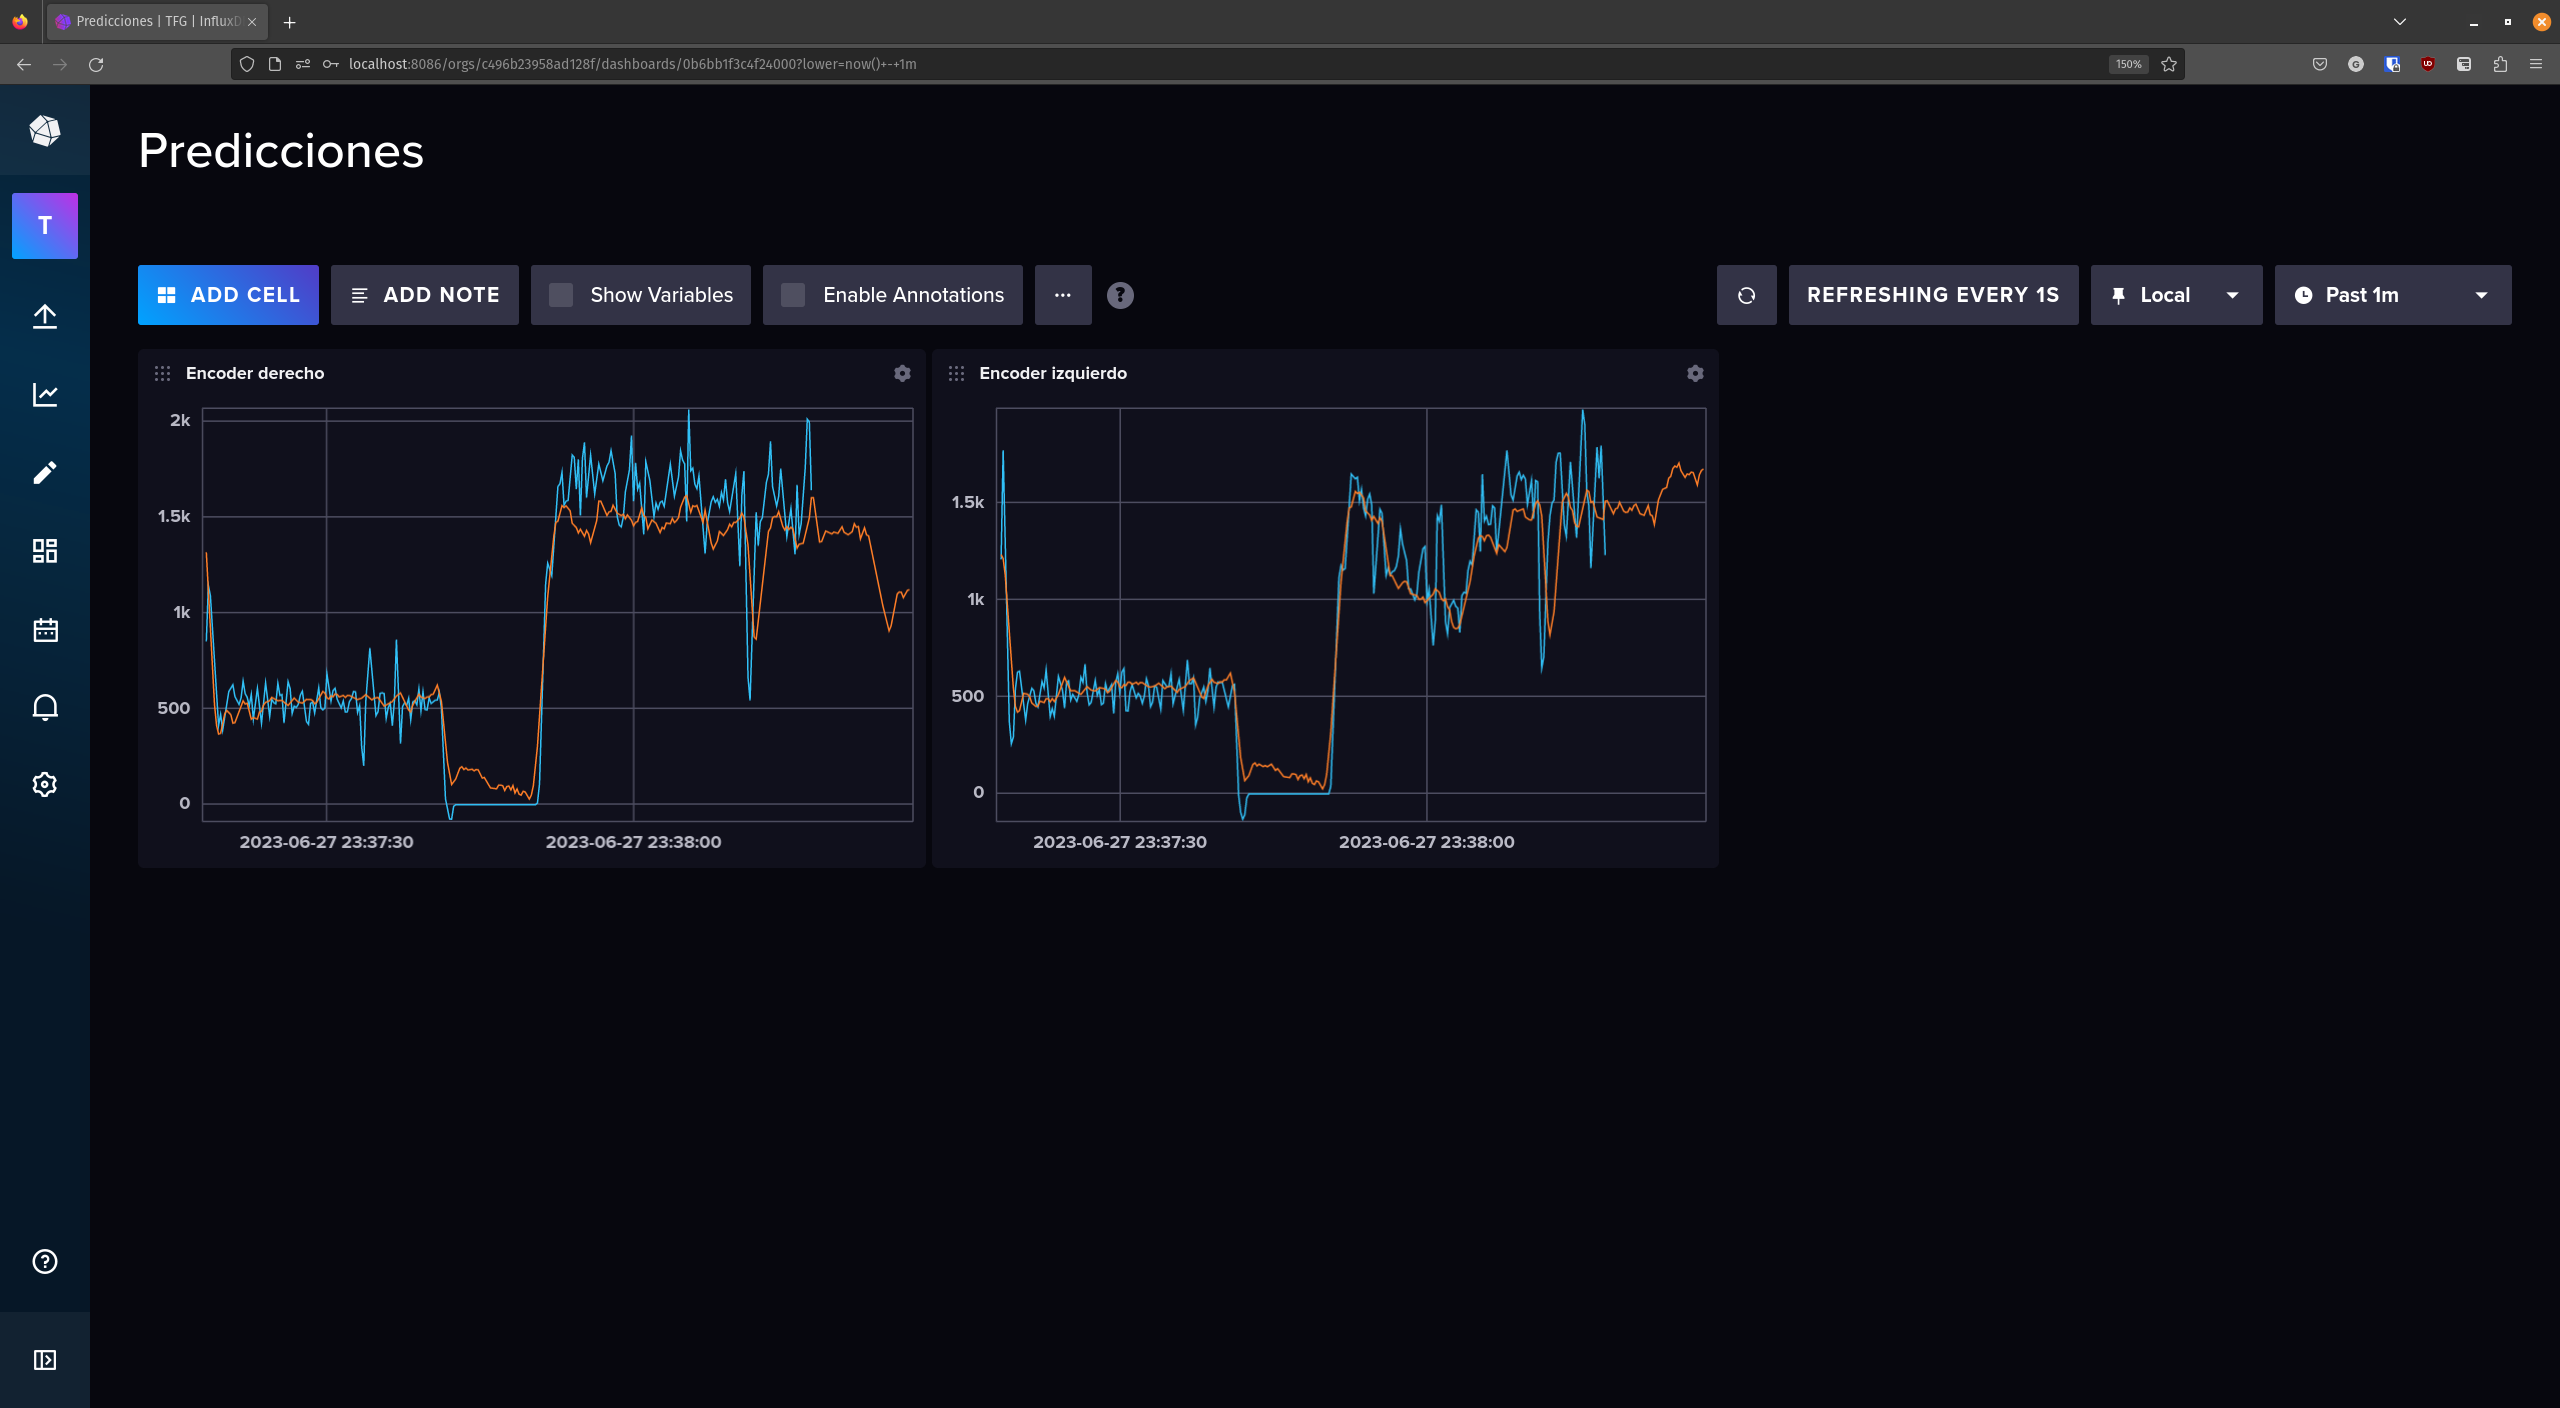 Predicciones | TFG | InfluxD
localhost:8086/orgs/c496b23958ad128f/dashboards/0b6bb1f3c4f24000?lower=now()+-+1m
150%
Predicciones
T
ADD CELL
ADD NOTE
Show Variables
Enable Annotations
?
REFRESHING EVERY 1S
Local
Past 1m
Encoder derecho
2k
1.5k
1k
500
0
2023-06-27 23:37:30
2023-06-27 23:38:00
Encoder izquierdo
1.5k
1k
500
0
2023-06-27 23:37:30
2023-06-27 23:38:00